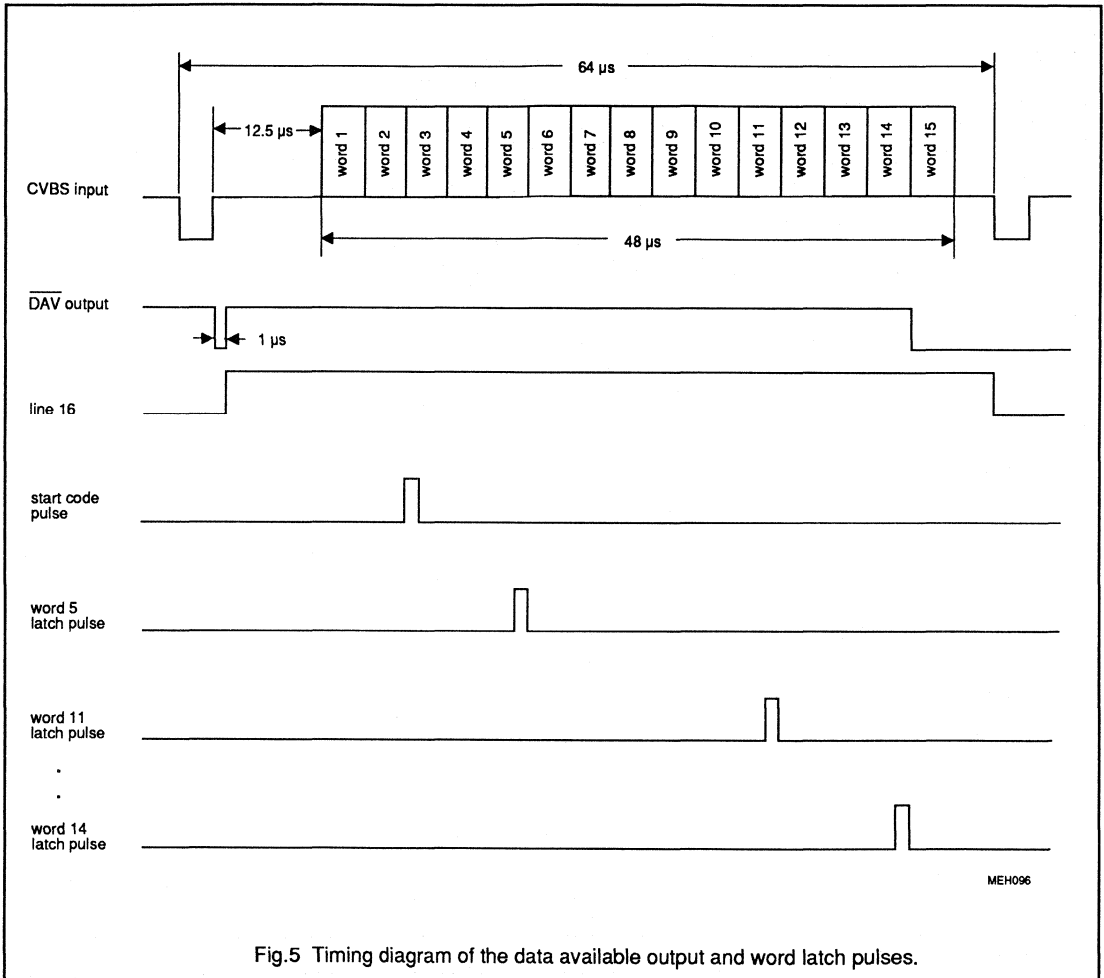 64 µs
12.5 µs
word 1
word 2
word 3
word 4
word 5
word 6
word 7
word 8
word 9
word 10
word 11
word 12
word 13
word 14
word 15
CVBS input
48 µs
DAV output
1 µs
line 16
start code
pulse
word 5
latch pulse
word 11
latch pulse
.
.
word 14
latch pulse
MEH096
Fig.5 Timing diagram of the data available output and word latch pulses.